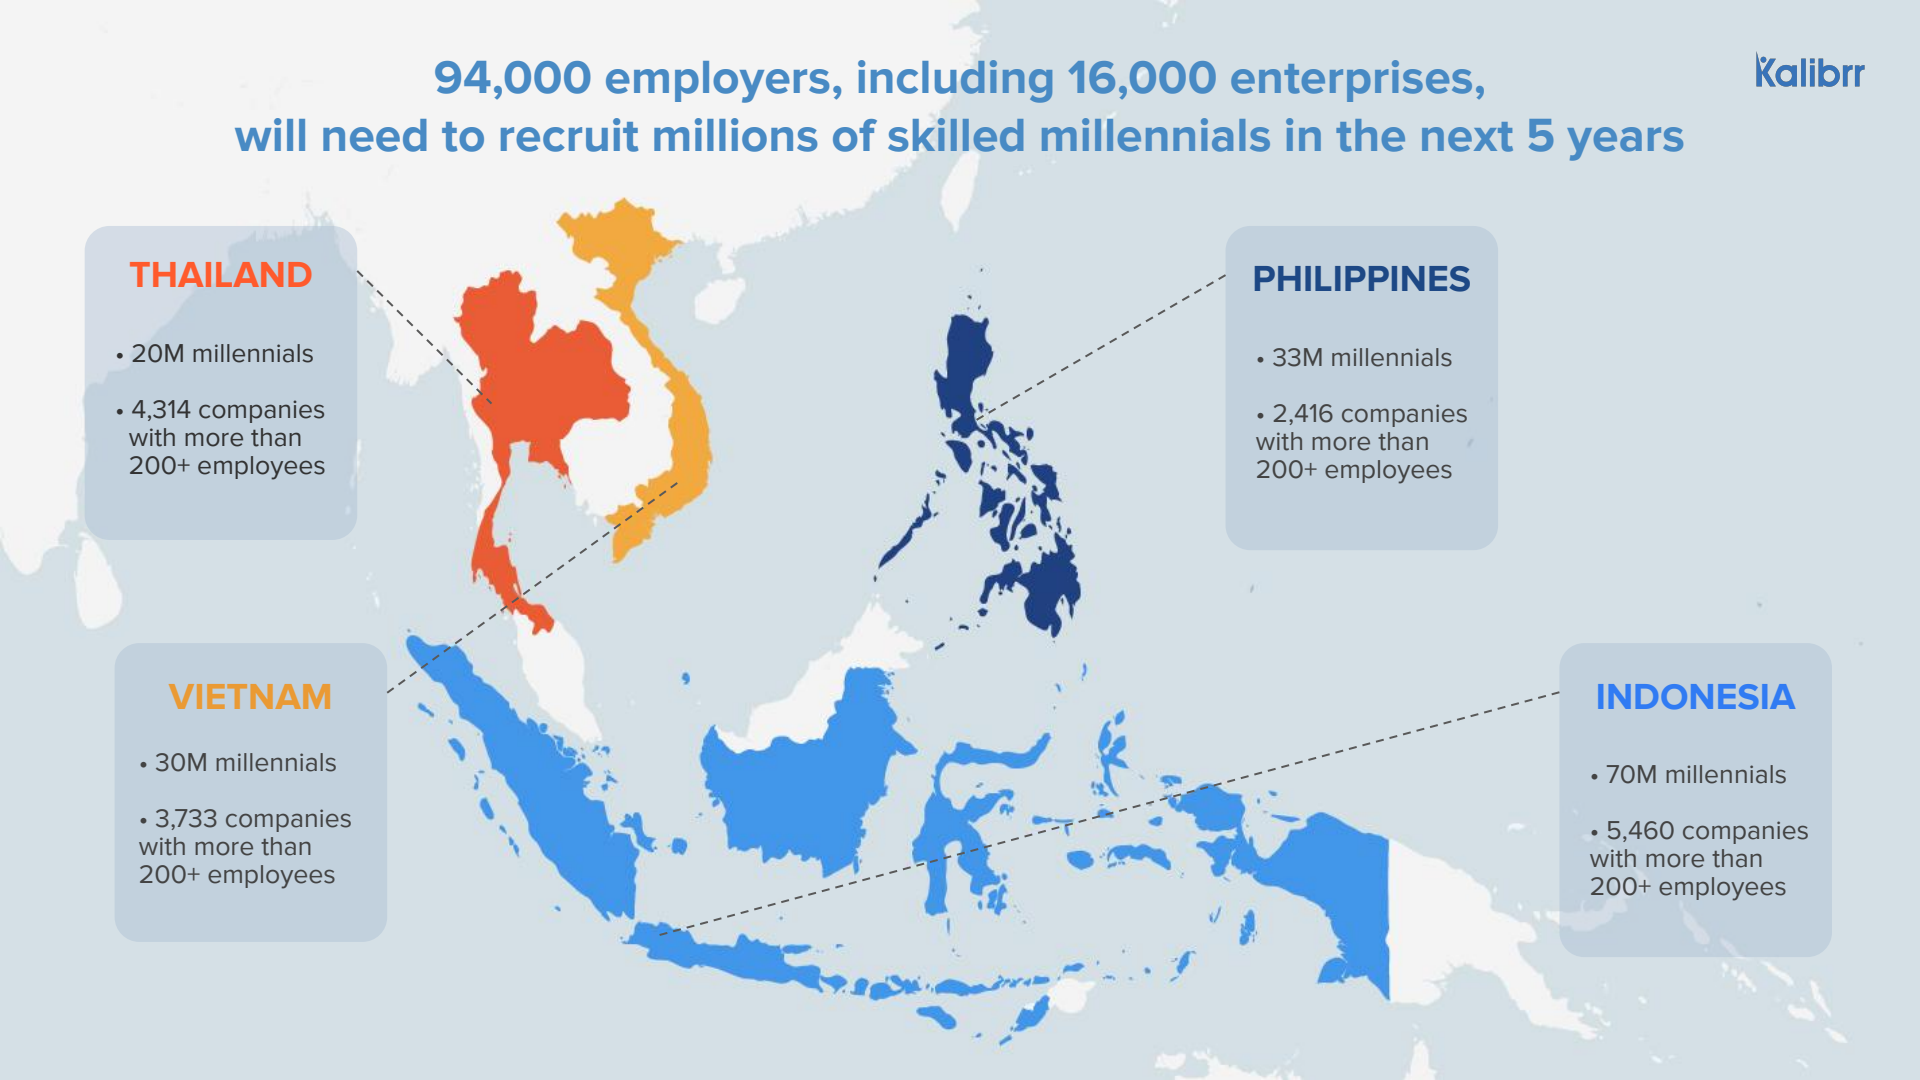 94,000 employers, including 16,000 enterprises,
will need to recruit millions of skilled millennials in the next 5 years
Kalibrr
THAILAND
• 20M millennials
• 4,314 companies
with more than
200+ employees
PHILIPPINES
• 33M millennials
• 2,416 companies
with more than
200+ employees
VIETNAM
• 30M millennials
• 3,733 companies
with more than
200+ employees
INDONESIA
• 70M millennials
• 5,460 companies
with more than
200+ employees